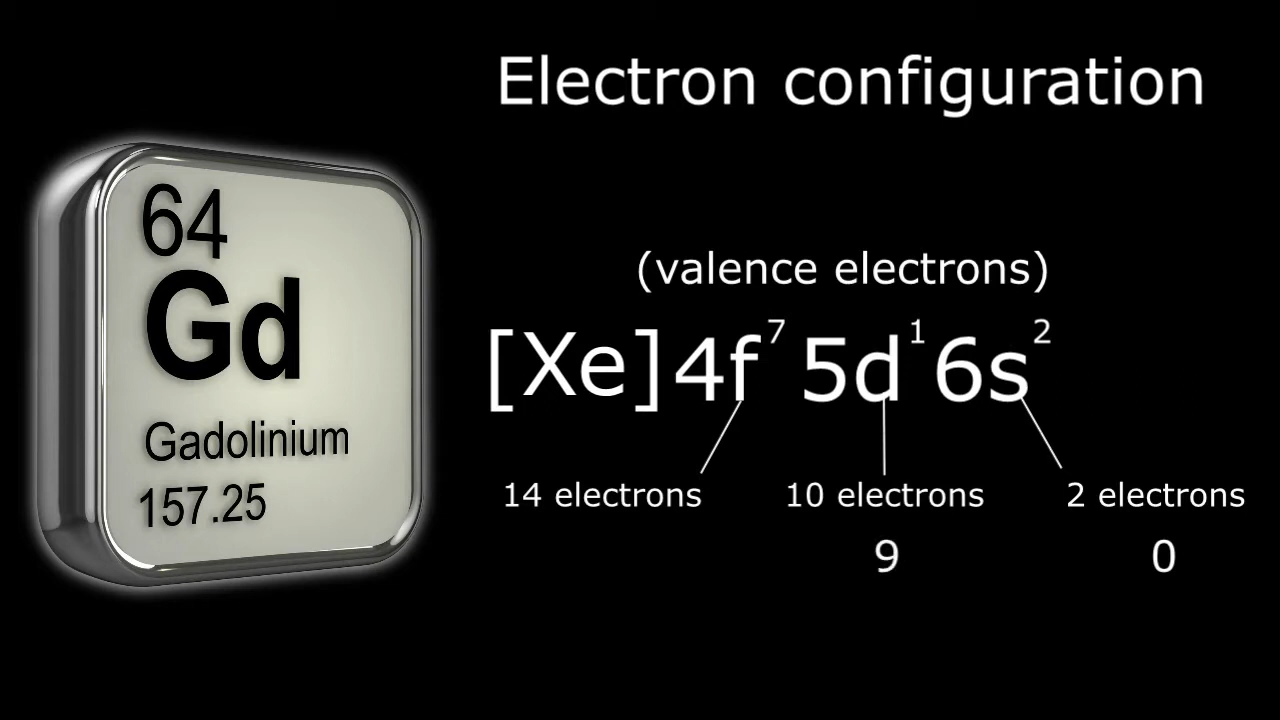 Electron configuration
64
Gd
Gadolinium
157.25
(valence electrons)
[Xe]4f⁷ 5d¹ 6s²
14 electrons 10 electrons 2 electrons
9 0